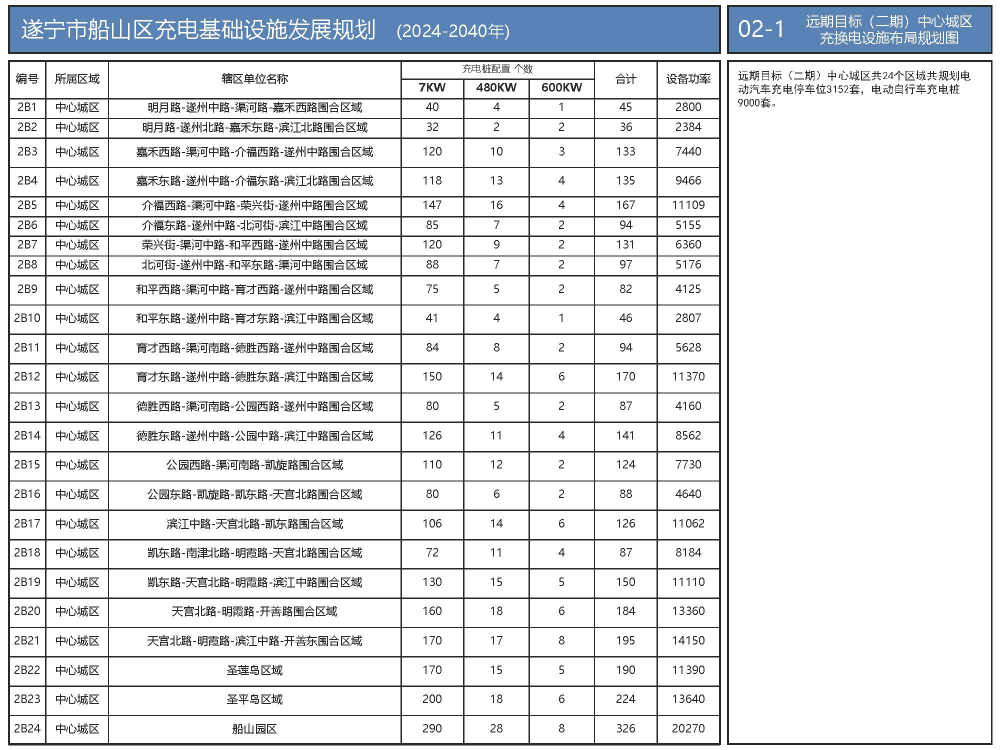 遂宁市船山区充电基础设施发展规划 (2024-2040年)
02-1 远期目标（二期）中心城区
充换电设施布局规划图
编号 所属区域 辖区单位名称 充电桩配置 个数 合计 设备功率
7KW 480KW 600KW
2B1 中心城区 明月路-遂州中路-渠河路-嘉禾西路围合区域 40 4 1 45 2800
2B2 中心城区 明月路-遂州北路-嘉禾东路-滨江北路围合区域 32 2 2 36 2384
2B3 中心城区 嘉禾西路-渠河中路-介福西路-遂州中路围合区域 120 10 3 133 7440
2B4 中心城区 嘉禾东路-遂州中路-介福东路-滨江北路围合区域 118 13 4 135 9466
2B5 中心城区 介福西路-渠河中路-荣兴街-遂州中路围合区域 147 16 4 167 11109
2B6 中心城区 介福东路-遂州中路-北河街-滨江中路围合区域 85 7 2 94 5155
2B7 中心城区 荣兴街-渠河中路-和平西路-遂州中路围合区域 120 9 2 131 6360
2B8 中心城区 北河街-遂州中路-和平东路-渠河中路围合区域 88 7 2 97 5176
2B9 中心城区 和平西路-渠河中路-育才西路-遂州中路围合区域 75 5 2 82 4125
2B10 中心城区 和平东路-遂州中路-育才东路-滨江中路围合区域 41 4 1 46 2807
2B11 中心城区 育才西路-渠河南路-德胜西路-遂州中路围合区域 84 8 2 94 5628
2B12 中心城区 育才东路-遂州中路-德胜东路-滨江中路围合区域 150 14 6 170 11370
2B13 中心城区 德胜西路-渠河南路-公园西路-遂州中路围合区域 80 5 2 87 4160
2B14 中心城区 德胜东路-遂州中路-公园中路-滨江中路围合区域 126 11 4 141 8562
2B15 中心城区 公园西路-渠河南路-凯旋路围合区域 110 12 2 124 7730
2B16 中心城区 公园东路-凯旋路-凯东路-天宫北路围合区域 80 6 2 88 4640
2B17 中心城区 滨江中路-天宫北路-凯东路围合区域 106 14 6 126 11062
2B18 中心城区 凯东路-南津北路-明霞路-天宫北路围合区域 72 11 4 87 8184
2B19 中心城区 凯东路-天宫北路-明霞路-滨江中路围合区域 130 15 5 150 11110
2B20 中心城区 天宫北路-明霞路-开善路围合区域 160 18 6 184 13360
2B21 中心城区 天宫北路-明霞路-滨江中路-开善东围合区域 170 17 8 195 14150
2B22 中心城区 圣莲岛区域 170 15 5 190 11390
2B23 中心城区 圣平岛区域 200 18 6 224 13640
2B24 中心城区 船山园区 290 28 8 326 20270
远期目标（二期）中心城区共24个区域共规划电
动汽车充电停车位3152套，电动自行车充电桩
9000套。